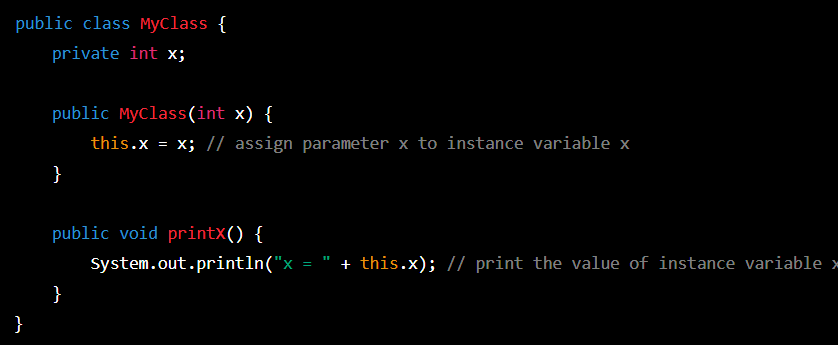 public class MyClass {
    private int x;

    public MyClass(int x) {
        this.x = x; // assign parameter x to instance variable x
    }

    public void printX() {
        System.out.println("x = " + this.x); // print the value of instance variable x
    }
}